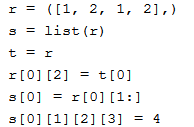 r = ([1, 2, 1, 2],)
s = list(r)
t = r
r[0][2] = t[0]
s[0] = r[0][1:]
s[0][1][2][3] = 4